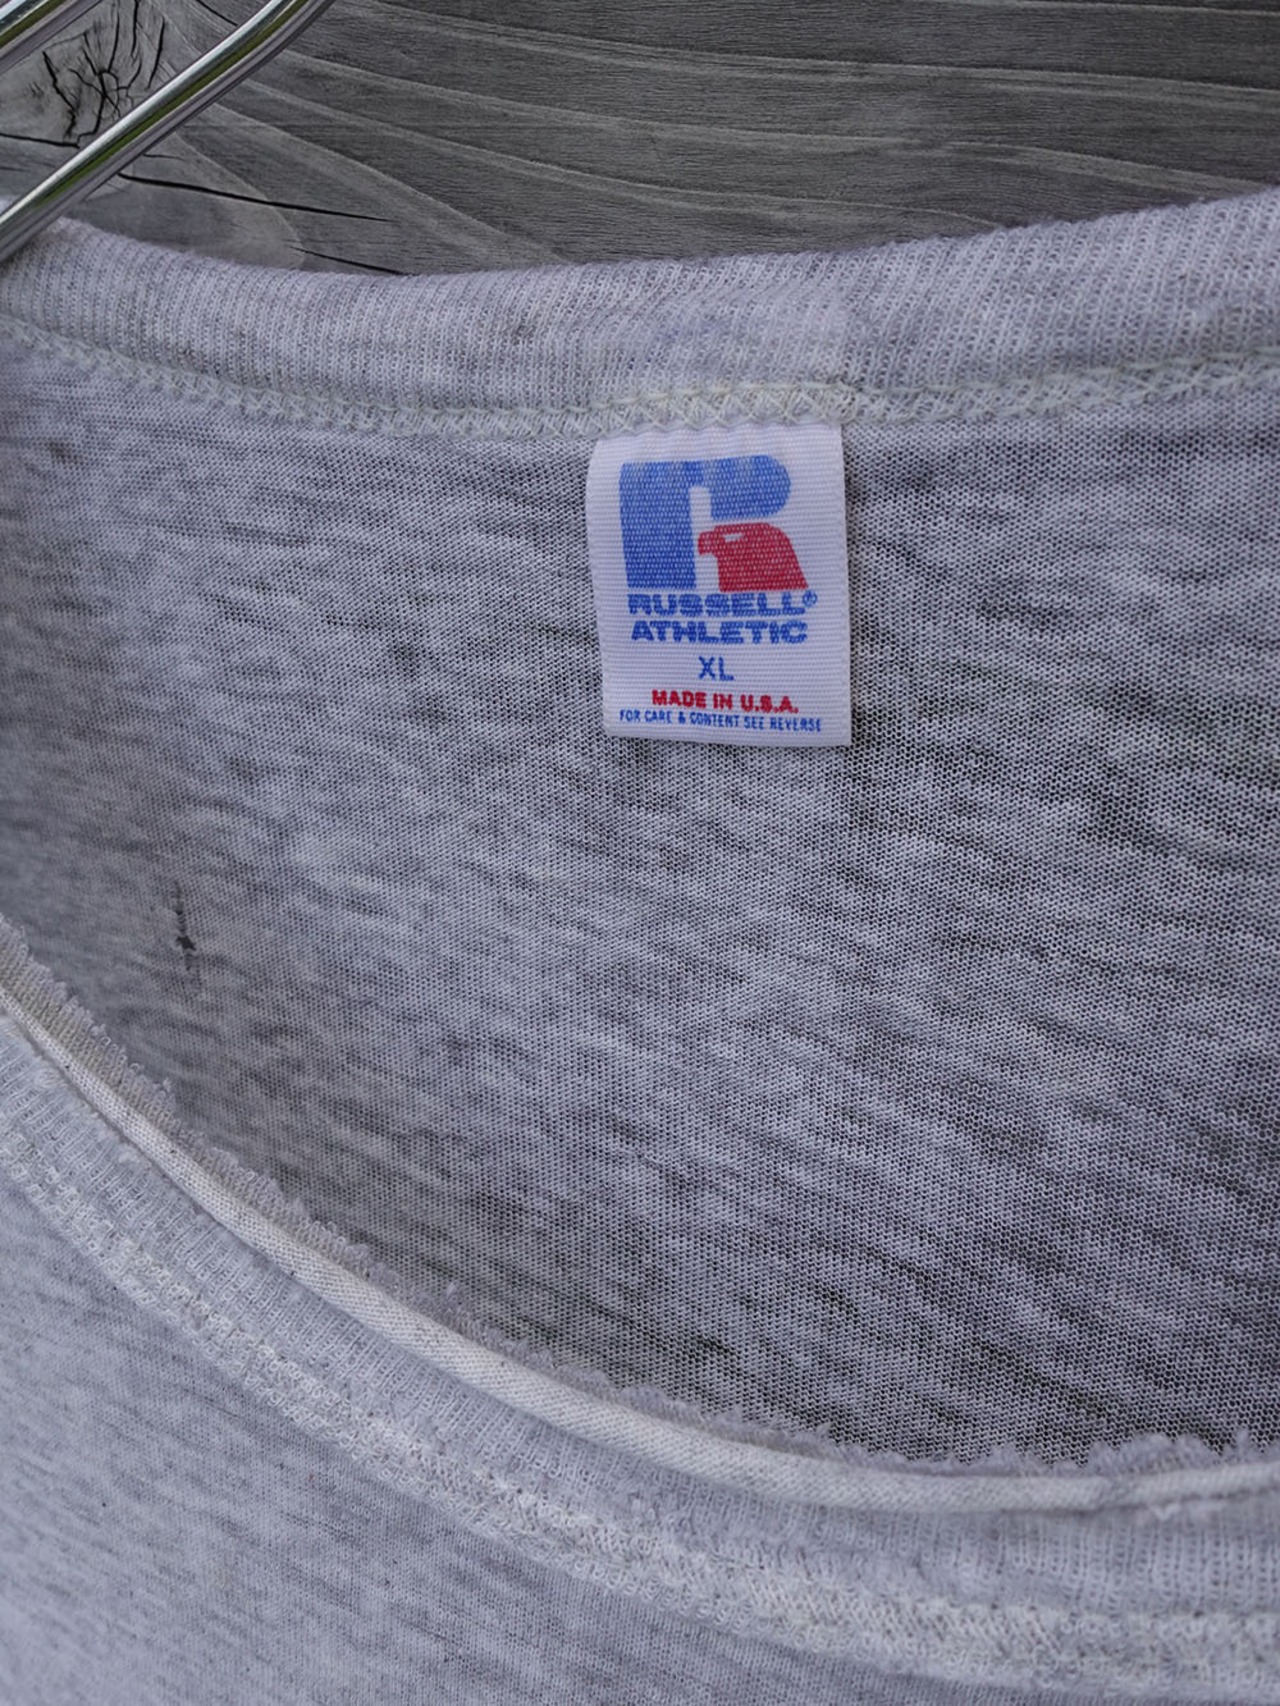 RUSSELL®
ATHLETIC
XL
MADE IN U.S.A.
FOR CARE & CONTENT SEE REVERSE